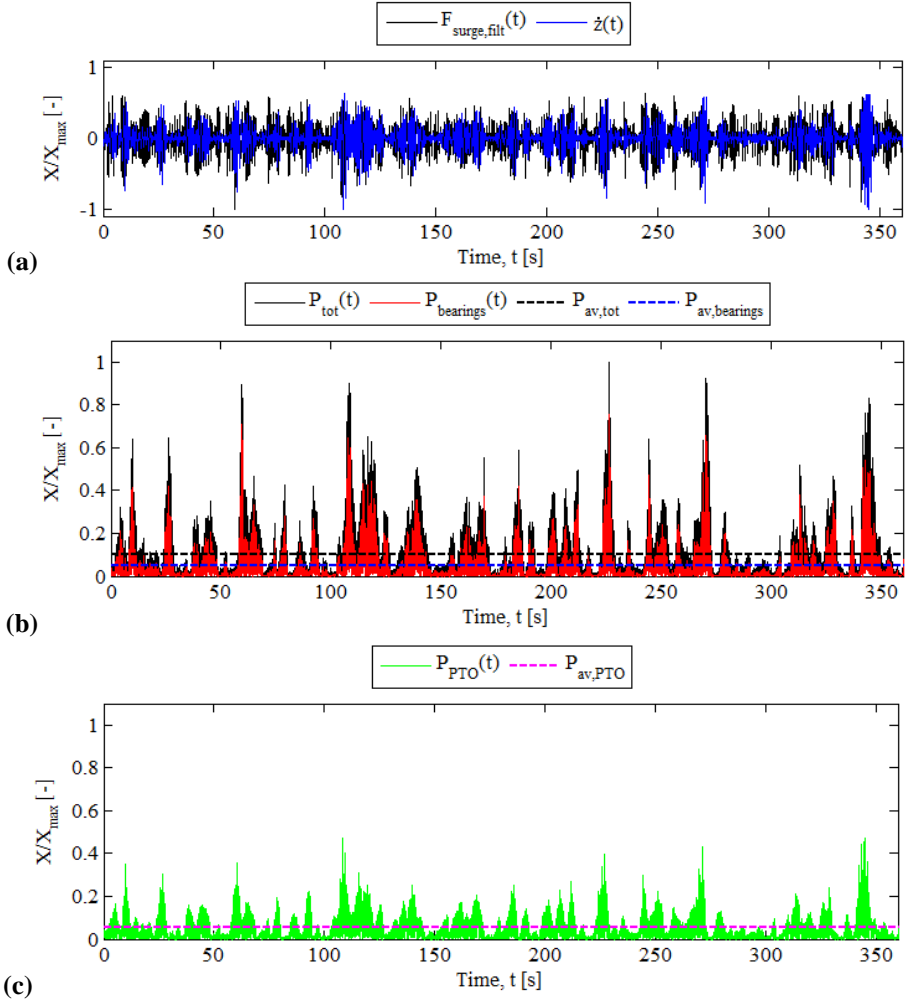 F_surge,filt(t) ż(t)
X/X_max [-]
1
0
-1
0 50 100 150 200 250 300 350
Time, t [s]
(a)
P_tot(t) P_bearings(t) P_av,tot P_av,bearings
X/X_max [-]
1
0.8
0.6
0.4
0.2
0
0 50 100 150 200 250 300 350
Time, t [s]
(b)
P_PTO(t) P_av,PTO
X/X_max [-]
1
0.8
0.6
0.4
0.2
0
0 50 100 150 200 250 300 350
Time, t [s]
(c)